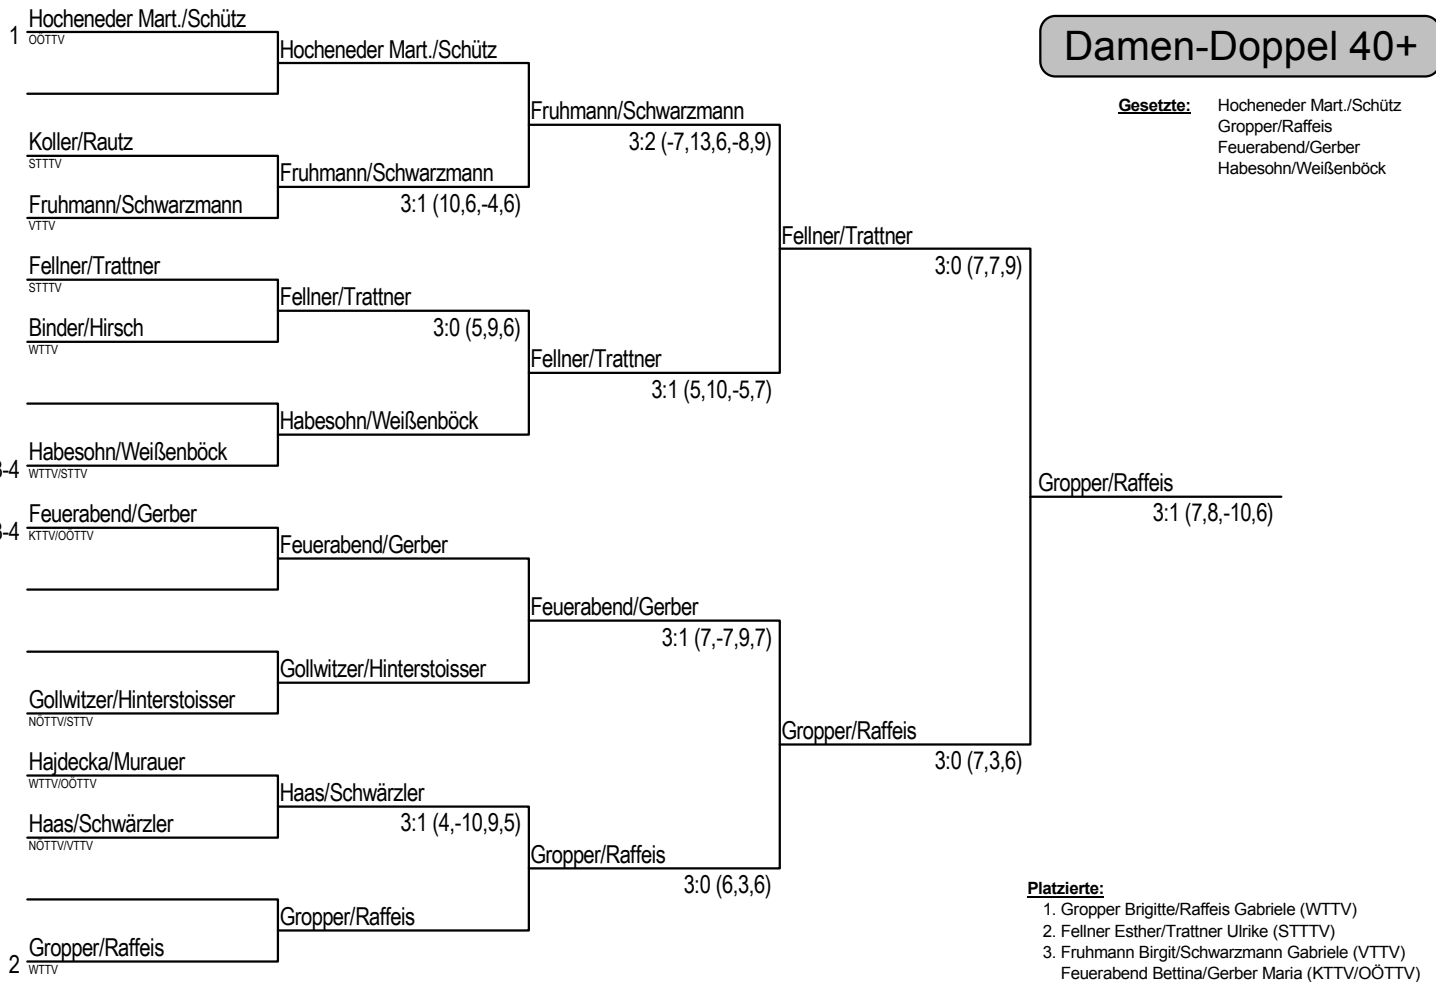 Damen-Doppel 40+
Gesetzte: Hocheneder Mart./Schütz
Gropper/Raffeis
Feuerabend/Gerber
Habesohn/Weißenböck
1 Hocheneder Mart./Schütz
OÖTTV
Koller/Rautz
STTTV
Fruhmann/Schwarzmann
VTTV
Fellner/Trattner
STTTV
Binder/Hirsch
WTTV
3-4 Habesohn/Weißenböck
WTTV/STTV
3-4 Feuerabend/Gerber
KTTV/OÖTTV
Gollwitzer/Hinterstoisser
NÖTTV/STTV
Hajdecka/Murauer
WTTV/OÖTTV
Haas/Schwärzler
NÖTTV/VTTV
2 Gropper/Raffeis
WTTV
Hocheneder Mart./Schütz
Fruhmann/Schwarzmann
3:1 (10,6,-4,6)
Fellner/Trattner
3:0 (5,9,6)
Habesohn/Weißenböck
Feuerabend/Gerber
Gollwitzer/Hinterstoisser
Haas/Schwärzler
3:1 (4,-10,9,5)
Gropper/Raffeis
Fruhmann/Schwarzmann
3:2 (-7,13,6,-8,9)
Fellner/Trattner
3:1 (5,10,-5,7)
Feuerabend/Gerber
3:1 (7,-7,9,7)
Gropper/Raffeis
3:0 (6,3,6)
Fellner/Trattner
3:0 (7,7,9)
Gropper/Raffeis
3:0 (7,3,6)
Gropper/Raffeis
3:1 (7,8,-10,6)
Platzierte:
1. Gropper Brigitte/Raffeis Gabriele (WTTV)
2. Fellner Esther/Trattner Ulrike (STTTV)
3. Fruhmann Birgit/Schwarzmann Gabriele (VTTV)
Feuerabend Bettina/Gerber Maria (KTTV/OÖTTV)